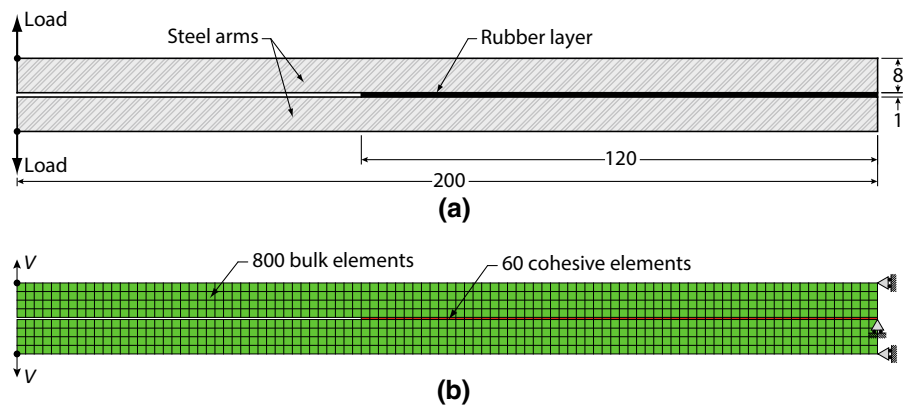 Load
Steel arms
Rubber layer
8
1
Load
120
200
(a)
V
800 bulk elements
60 cohesive elements
V
(b)